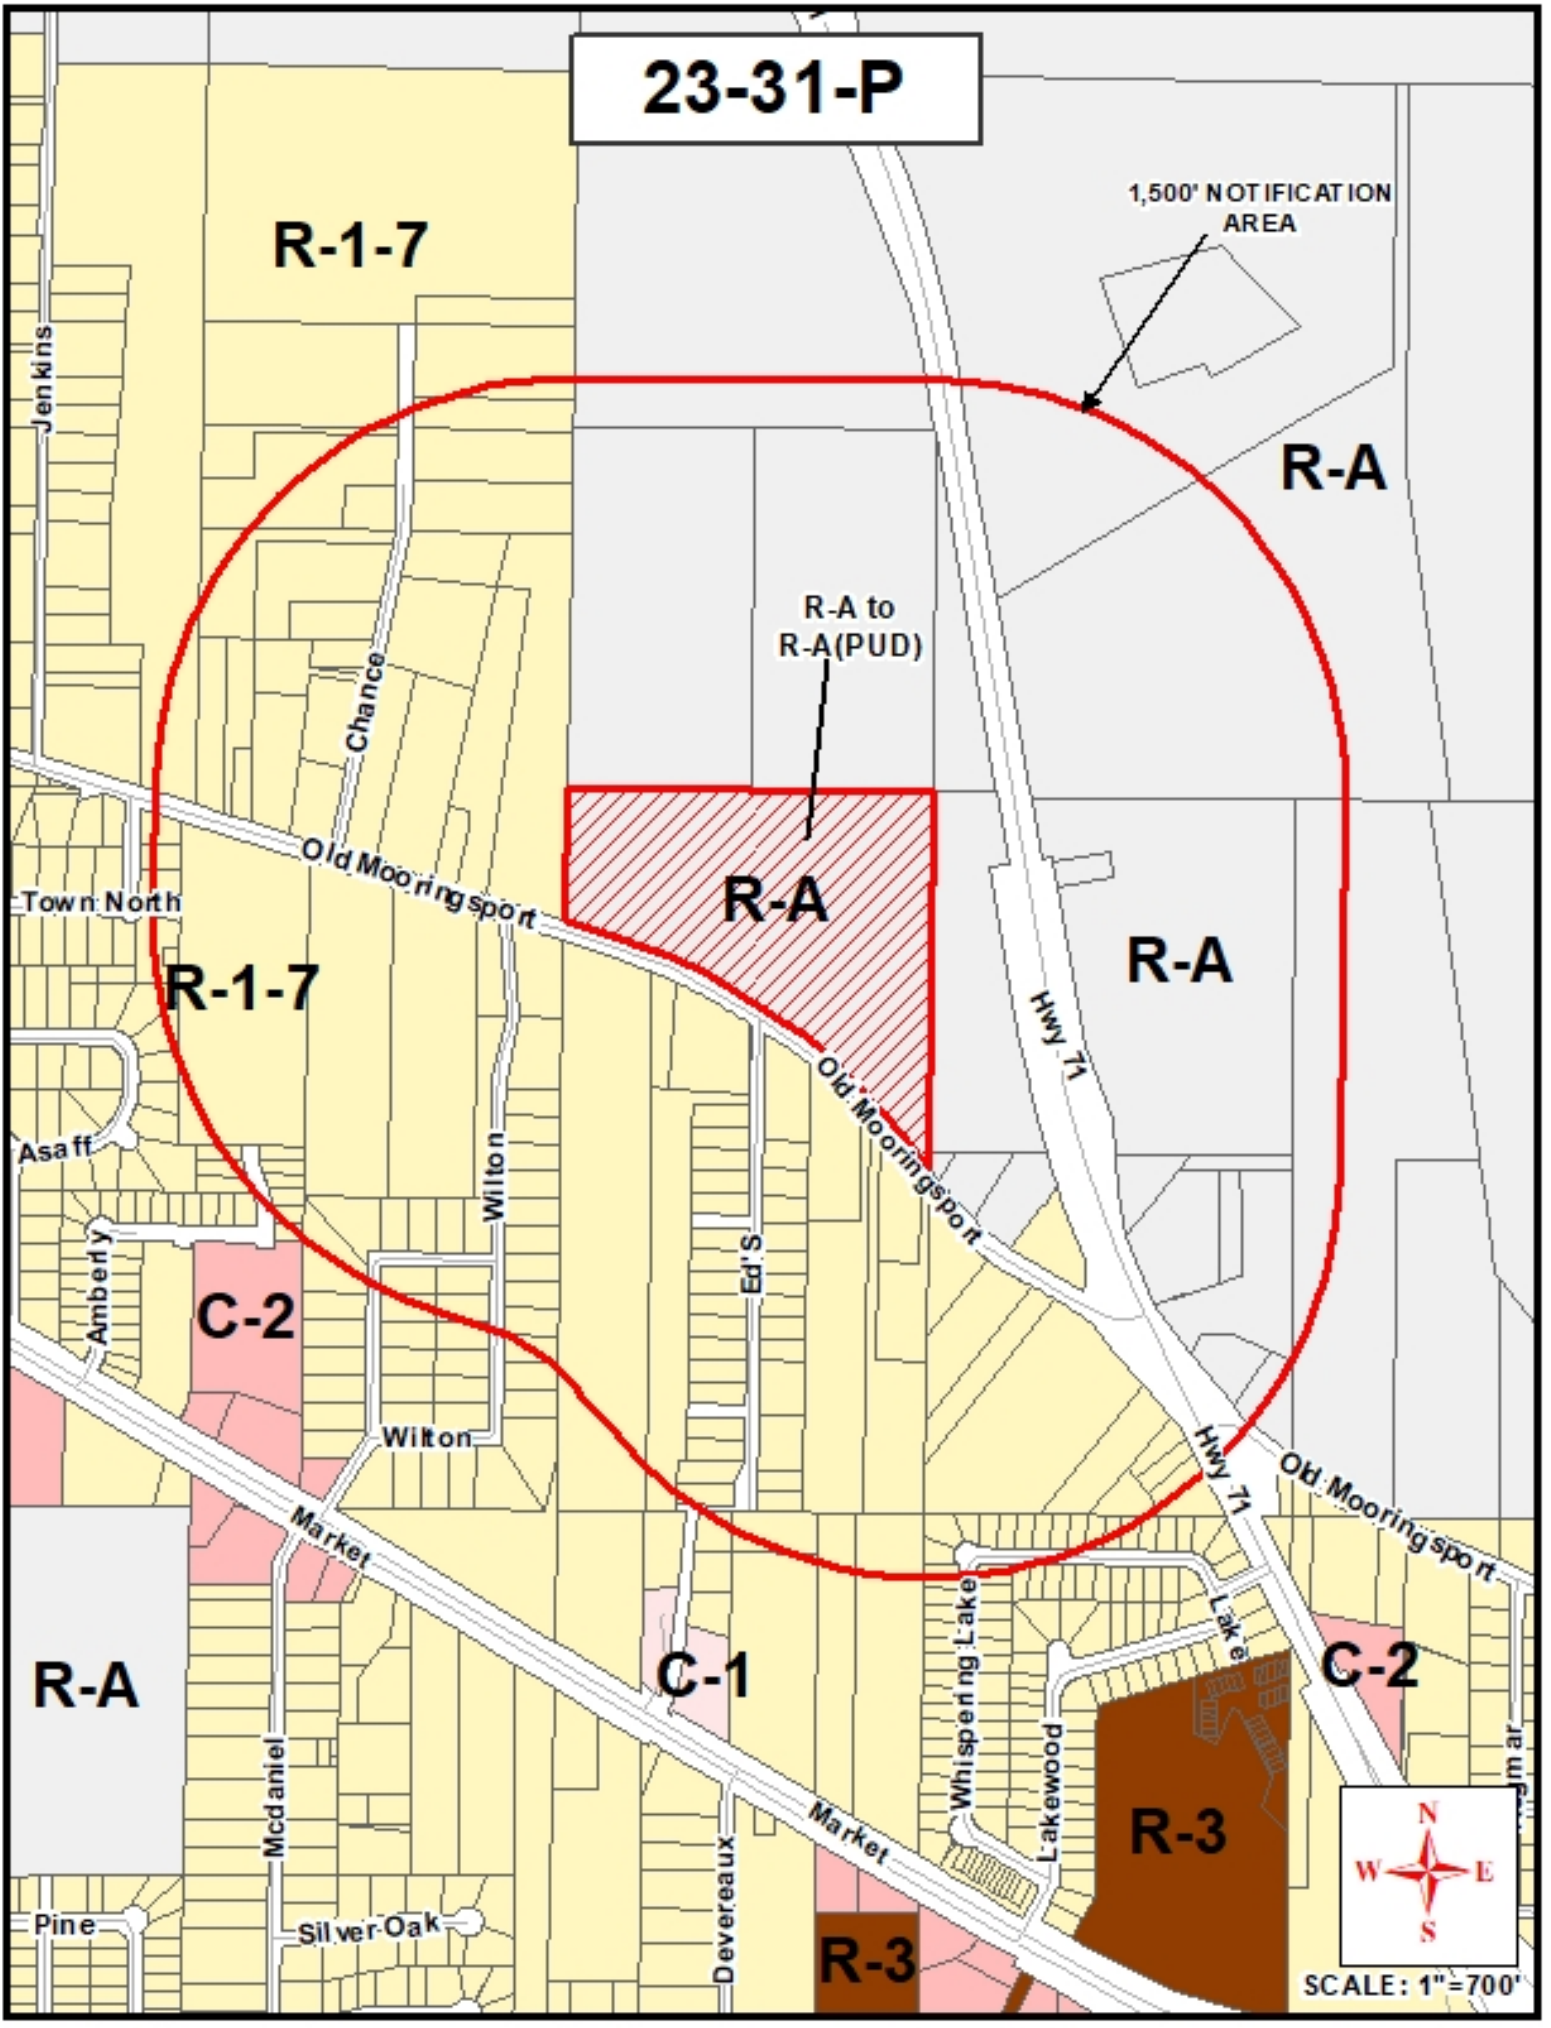 23-31-P
1,500' NOTIFICATION
AREA
R-1-7
Jenkins
R-A
R-A to
R-A(PUD)
Chance
Old Mooringsport
R-A
Town North
R-1-7
R-A
Hwy 71
Old Mooringsport
Asaff
Wilton
Ed'S
Amberly
C-2
Wilton
Hwy 71
Old Mooringsport
Market
Whispering Lake
Lake
C-1
C-2
R-A
Mcdaniel
Lakewood
Market
R-3
N
W
E
S
Devereaux
Pine
Silver Oak
R-3
SCALE: 1"=700'